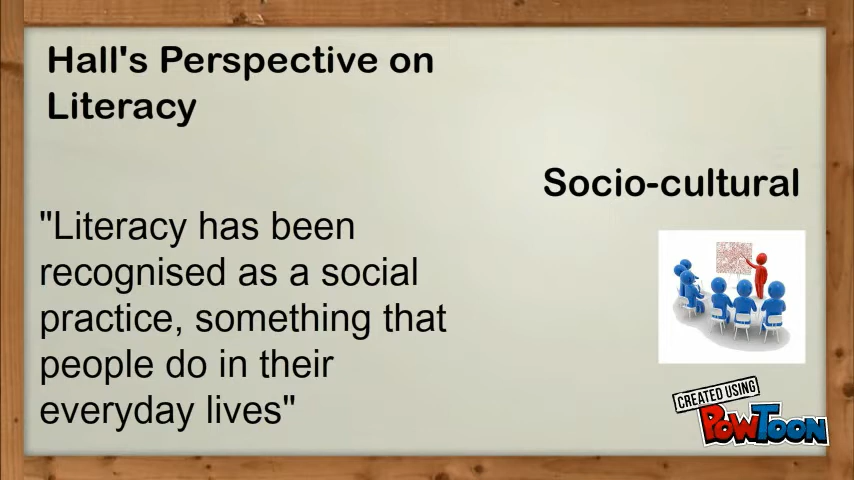 Hall's Perspective on
Literacy
Socio-cultural
"Literacy has been
recognised as a social
practice, something that
people do in their
everyday lives"
CREATED USING
POWTOON